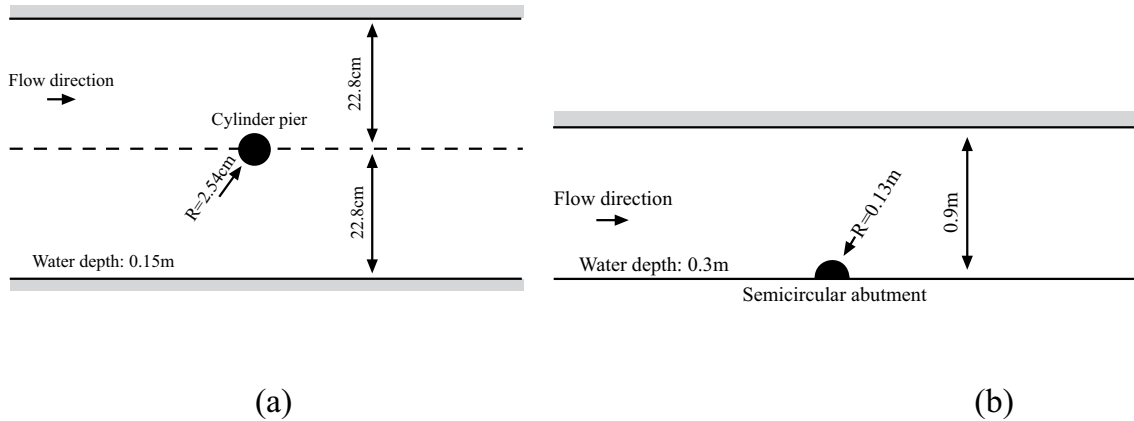 Flow direction
22.8cm
Cylinder pier
R=2.54cm
22.8cm
Water depth: 0.15m
(a)
Flow direction
R=0.13m
0.9m
Water depth: 0.3m
Semicircular abutment
(b)